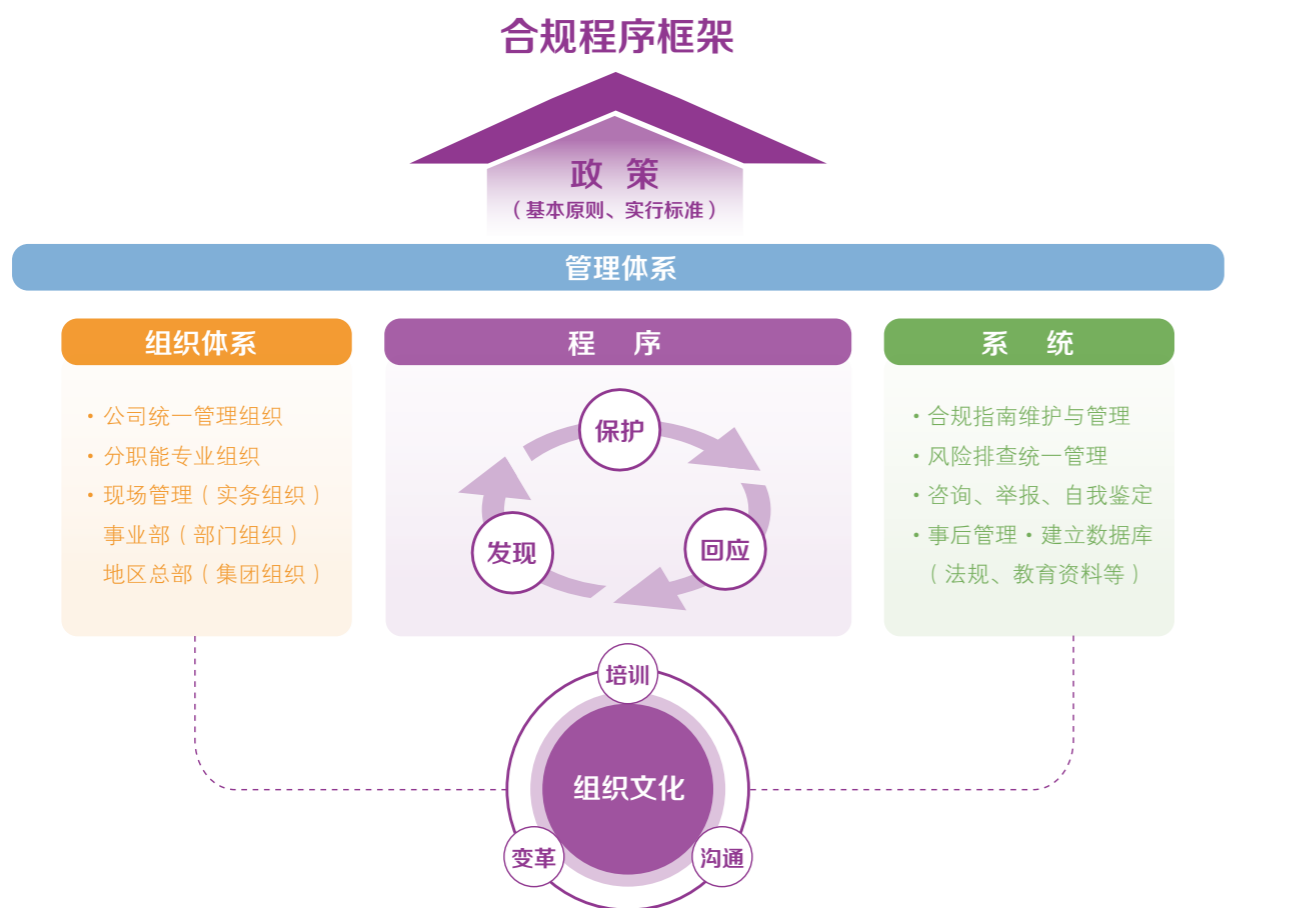 合规程序框架
政 策
（基本原则、实行标准）
管理体系
组织体系
・公司统一管理组织
・分职能专业组织
・现场管理（实务组织）
事业部（部门组织）
地区总部（集团组织）
程 序
保护
发现
回应
系 统
・合规指南维护与管理
・风险排查统一管理
・咨询、举报、自我鉴定
・事后管理・建立数据库
（法规、教育资料等）
培训
组织文化
变革
沟通